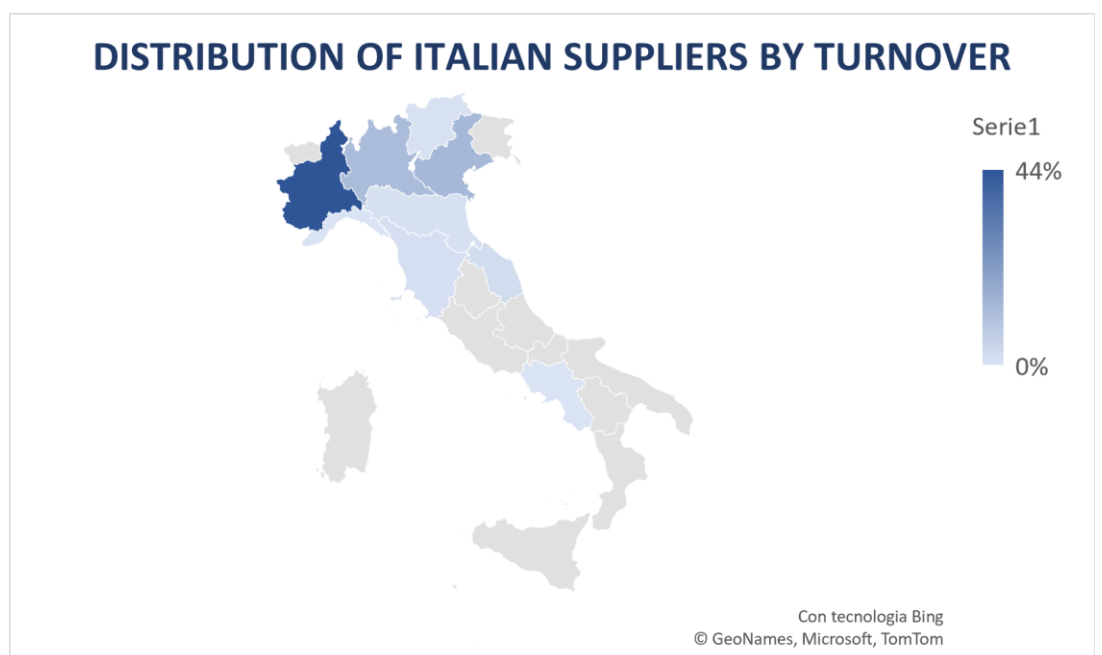 DISTRIBUTION OF ITALIAN SUPPLIERS BY TURNOVER
Serie1
44%
0%
Con tecnologia Bing
© GeoNames, Microsoft, TomTom